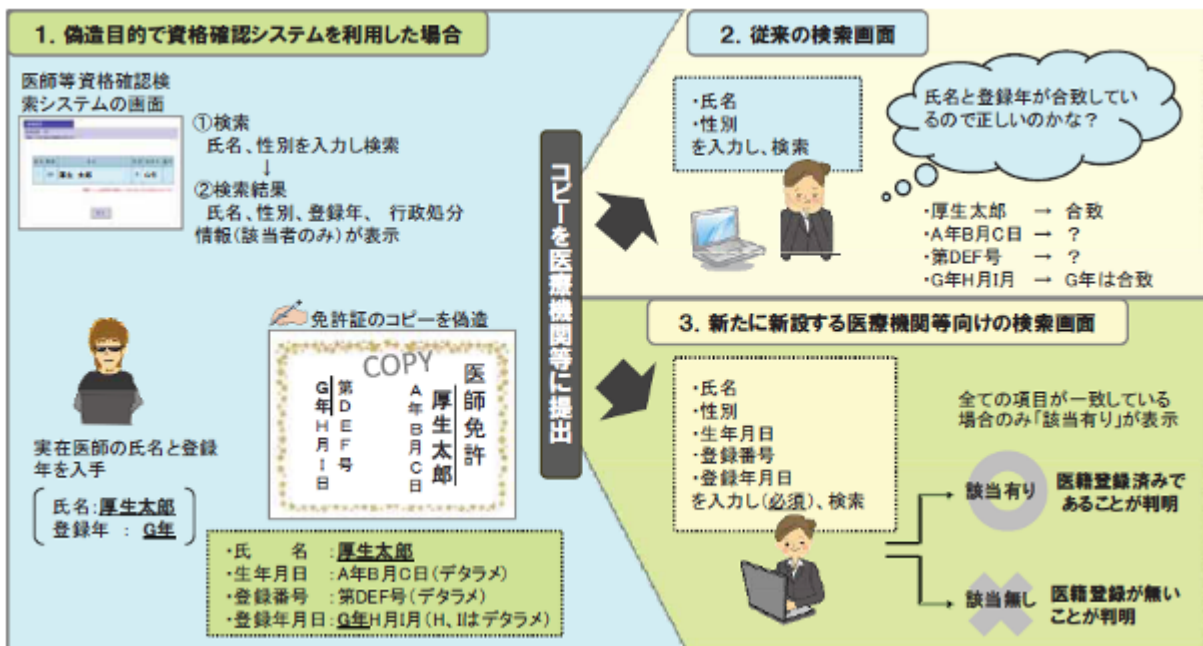 1．偽造目的で資格確認システムを利用した場合
医師等資格確認検
索システムの画面
厚生 太郎
G年
①検索
氏名、性別を入力し検索
↓
②検索結果
氏名、性別、登録年、 行政処分
情報(該当者のみ)が表示
実在医師の氏名と登録
年を入手
氏名：厚生太郎
登録年 ： G年
免許証のコピーを偽造
COPY
医師免許
厚生太郎
A年B月C日
第DEF号
G年H月I日
・氏 名 ：厚生太郎
・生年月日 ：A年B月C日(デタラメ)
・登録番号 ：第DEF号(デタラメ)
・登録年月日：G年H月I月(H、Iはデタラメ)
コピーを医療機関等に提出
2．従来の検索画面
・氏名
・性別
を入力し、検索
氏名と登録年が合致してい
るので正しいのかな？
・厚生太郎 → 合致
・A年B月C日 → ？
・第DEF号 → ？
・G年H月I月 → G年は合致
3．新たに新設する医療機関等向けの検索画面
・氏名
・性別
・生年月日
・登録番号
・登録年月日
を入力し(必須)、検索
全ての項目が一致している
場合のみ「該当有り」が表示
該当有り
医籍登録済みで
あることが判明
該当無し
医籍登録が無い
ことが判明